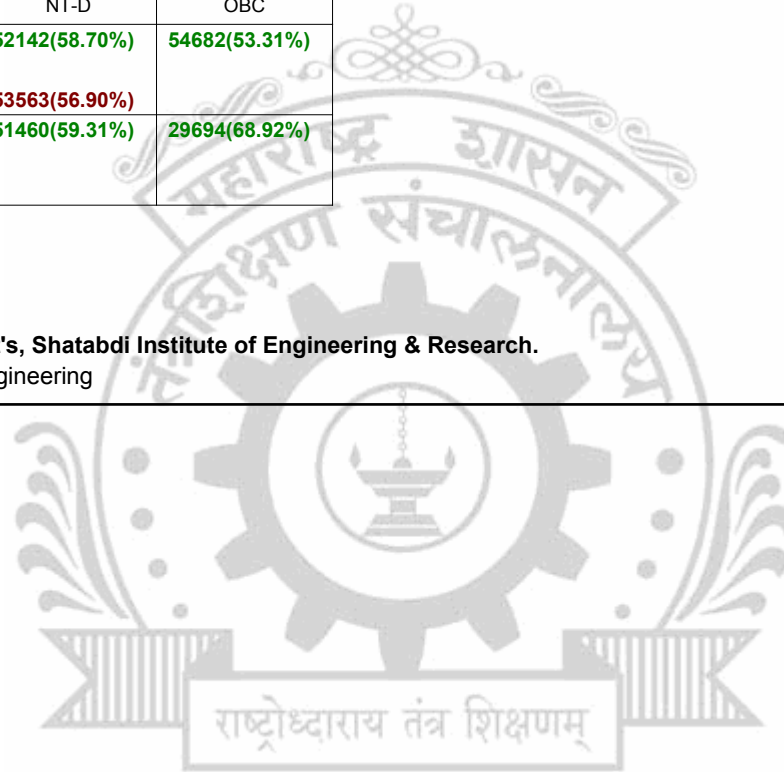 NT-D OBC
52142(58.70%) 54682(53.31%)
53563(56.90%)
51460(59.31%) 29694(68.92%)
महाराष्ट्र शासन
तंत्रशिक्षण संचालनालय
t's, Shatabdi Institute of Engineering & Research.
gineering
राष्ट्रोध्दाराय तंत्र शिक्षणम्